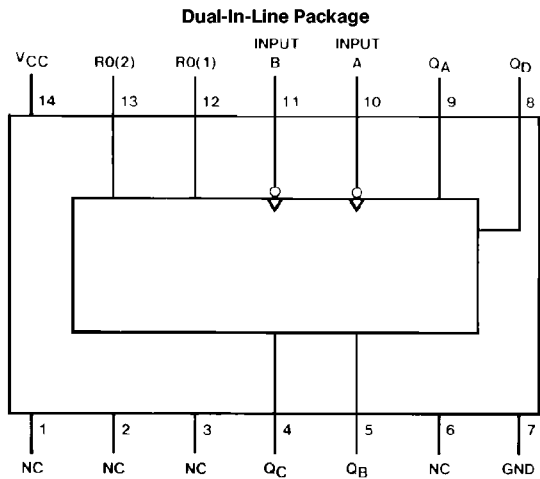 Dual-In-Line Package
INPUT INPUT
VCC R0(2) R0(1) B A QA QD
14 13 12 11 10 9 8
1 2 3 4 5 6 7
NC NC NC QC QB NC GND